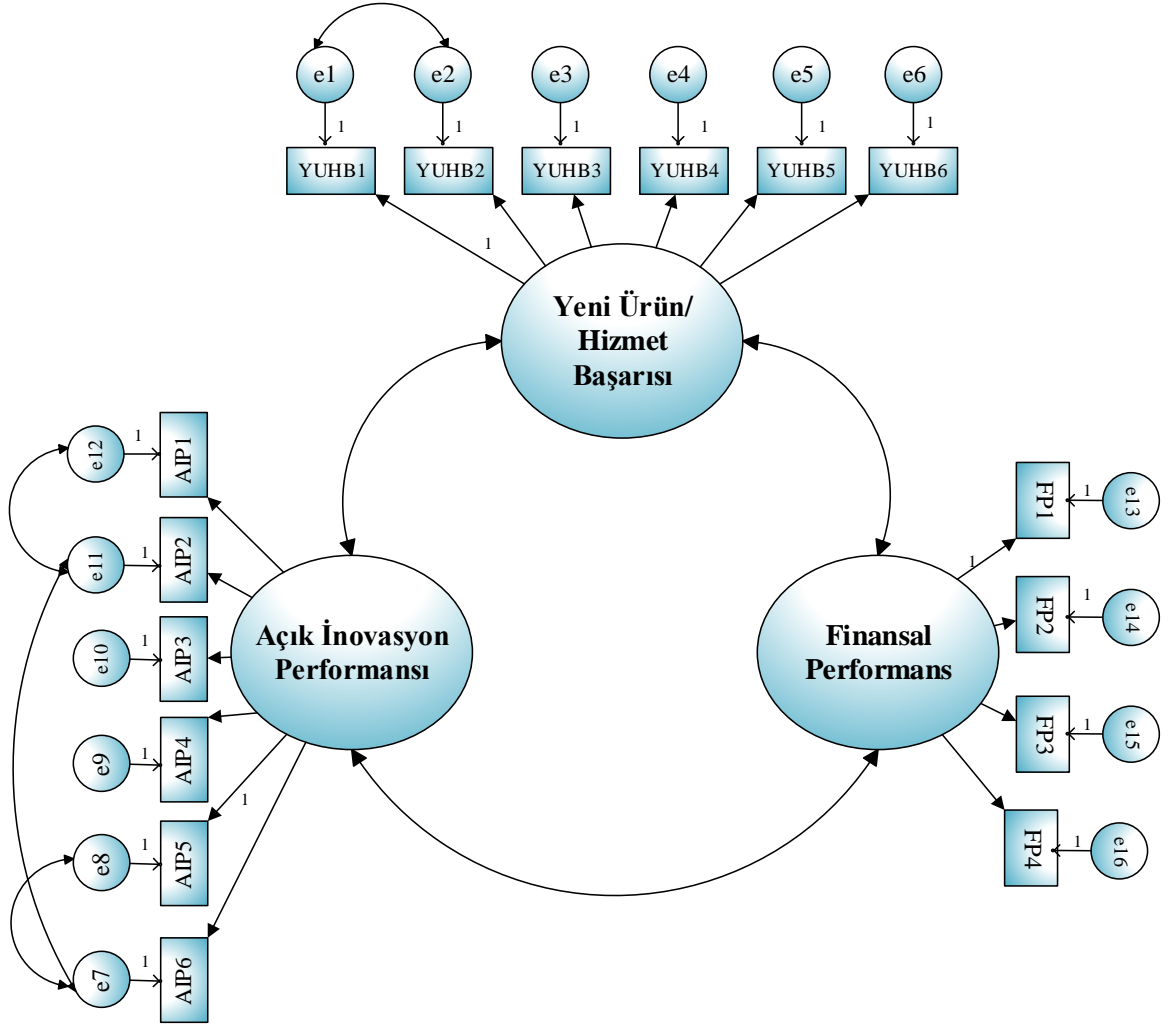 e1 e2 e3 e4 e5 e6
1 1 1 1 1 1
YUHB1 YUHB2 YUHB3 YUHB4 YUHB5 YUHB6
1
Yeni Ürün/
Hizmet
Başarısı
e12 1 AIP1
e11 1 AIP2
e10 1 AIP3
e9 1 AIP4
e8 1 AIP5
e7 1 AIP6
1
Açık İnovasyon
Performansı
Finansal
Performans
1
FP1 1 e13
FP2 1 e14
FP3 1 e15
FP4 1 e16